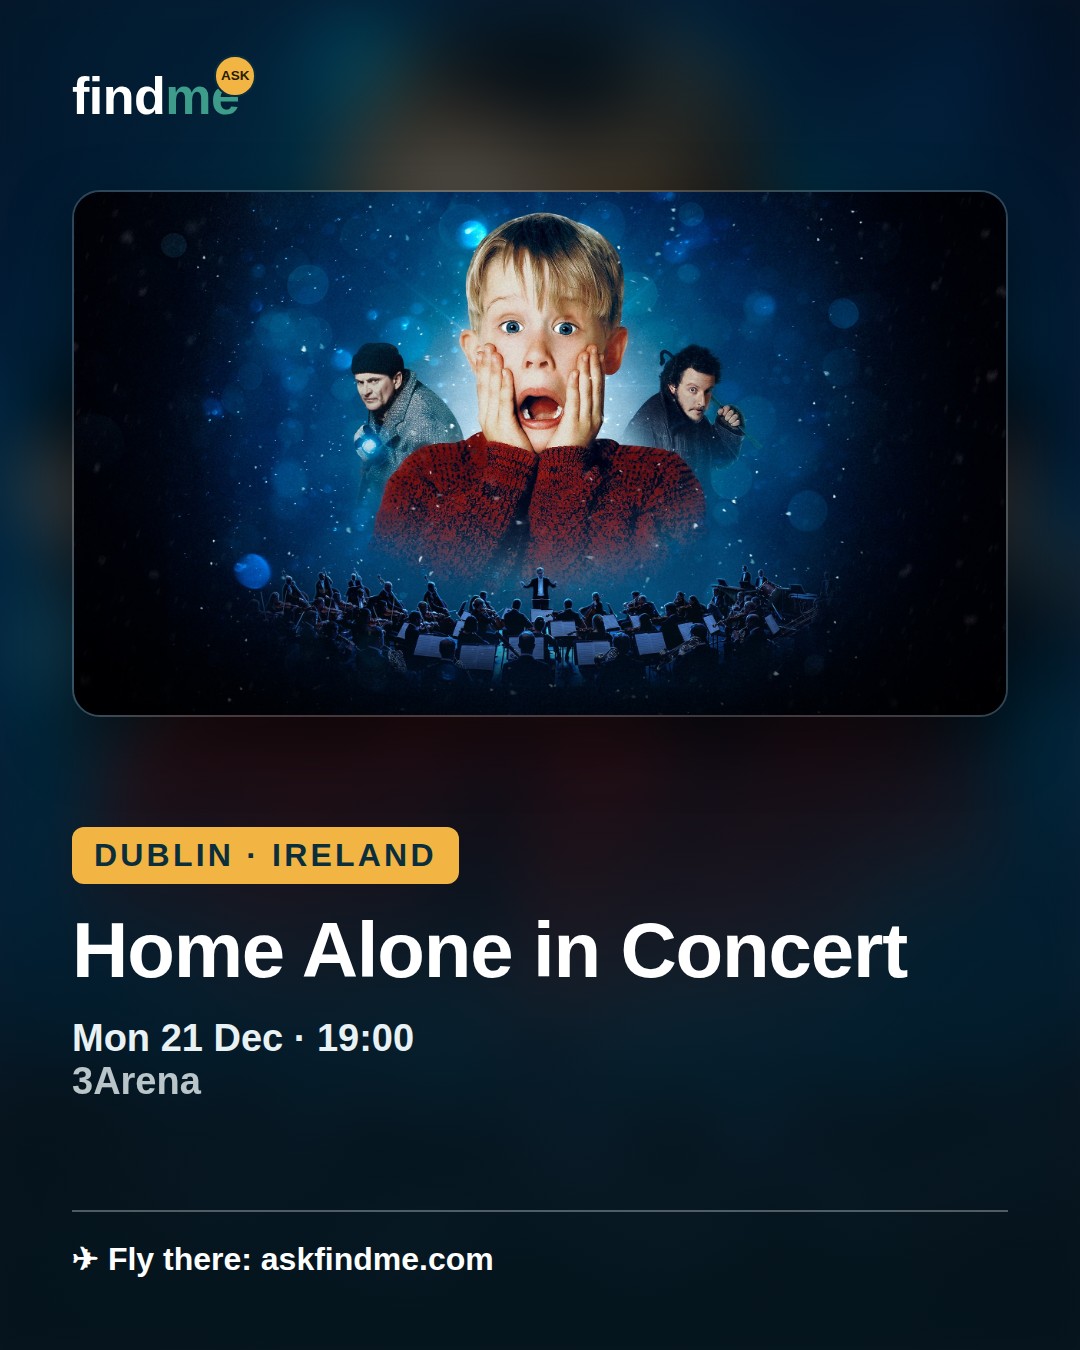 findme
ASK
DUBLIN · IRELAND
Home Alone in Concert
Mon 21 Dec · 19:00
3Arena
✈ Fly there: askfindme.com